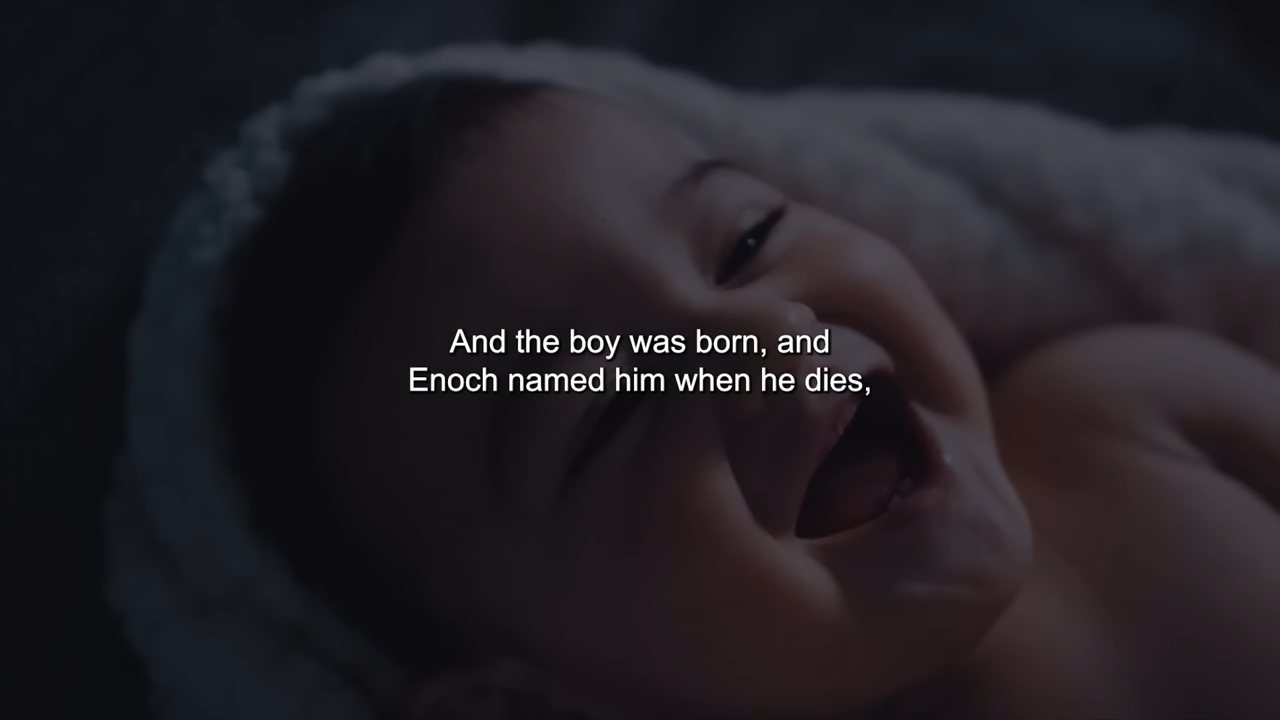 And the boy was born, and
Enoch named him when he dies,